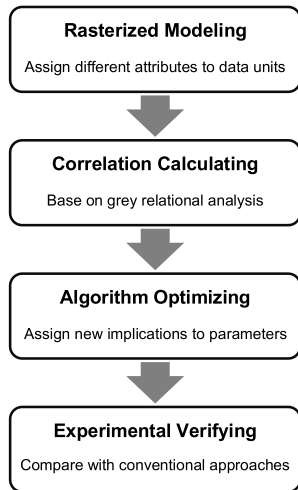 Rasterized Modeling
Assign different attributes to data units
Correlation Calculating
Base on grey relational analysis
Algorithm Optimizing
Assign new implications to parameters
Experimental Verifying
Compare with conventional approaches